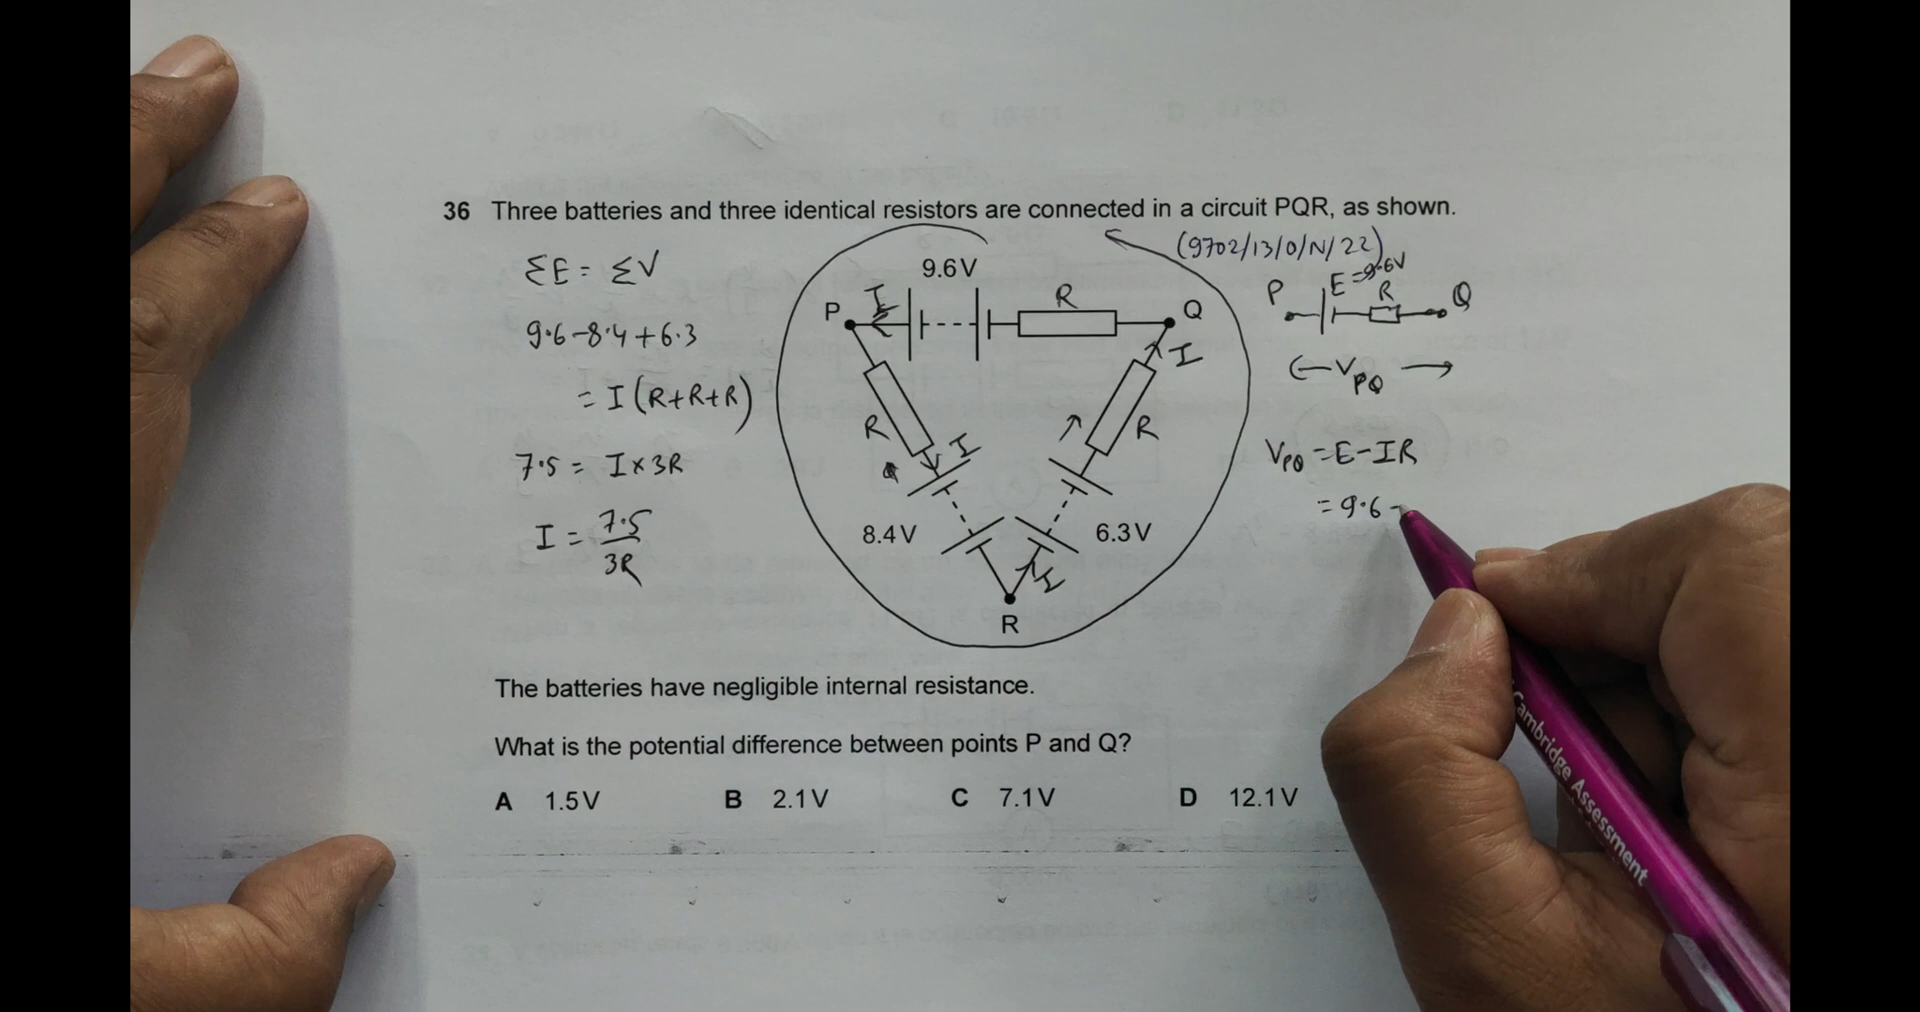 36 Three batteries and three identical resistors are connected in a circuit PQR, as shown.
(9702/13/O/N/22)
ΣE = ΣV
9.6-8.4+6.3
= I(R+R+R)
7.5 = I×3R
I = 7.5/3R
9.6V
P
I
R
Q
I
R
R
I
8.4V
6.3V
I
R
P
E=9.6V
R
Q
V_PQ
V_PQ = E-IR
= 9.6 -
The batteries have negligible internal resistance.
What is the potential difference between points P and Q?
A 1.5V B 2.1V C 7.1V D 12.1V
Cambridge Assessment